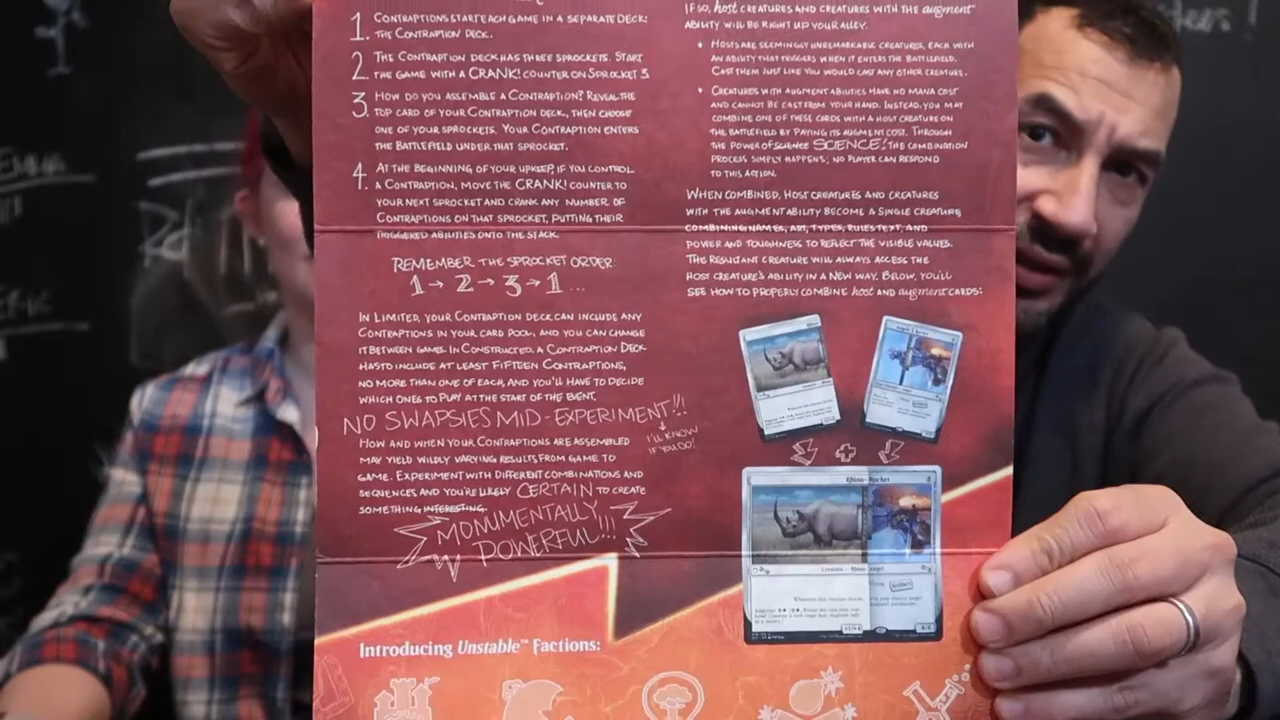 1. CONTRAPTIONS START EACH GAME IN A SEPARATE DECK:
THE CONTRAPTION DECK.
2. THE CONTRAPTION DECK HAS THREE SPROCKETS. START
THE GAME WITH A CRANK! COUNTER ON SPROCKET 3.
3. HOW DO YOU ASSEMBLE A CONTRAPTION? REVEAL THE
TOP CARD OF YOUR CONTRAPTION DECK, THEN CHOOSE
ONE OF YOUR SPROCKETS. YOUR CONTRAPTION ENTERS
THE BATTLEFIELD UNDER THAT SPROCKET.
4. AT THE BEGINNING OF YOUR UPKEEP, IF YOU CONTROL
A CONTRAPTION, MOVE THE CRANK! COUNTER TO
YOUR NEXT SPROCKET AND CRANK ANY NUMBER OF
CONTRAPTIONS ON THAT SPROCKET, PUTTING THEIR
TRIGGERED ABILITIES ONTO THE STACK.
REMEMBER THE SPROCKET ORDER:
1→2→3→1...
IN LIMITED, YOUR CONTRAPTION DECK CAN INCLUDE ANY
CONTRAPTIONS IN YOUR CARD POOL, AND YOU CAN CHANGE
IT BETWEEN GAMES. IN CONSTRUCTED, A CONTRAPTION DECK
HAS TO INCLUDE AT LEAST FIFTEEN CONTRAPTIONS,
NO MORE THAN ONE OF EACH, AND YOU'LL HAVE TO DECIDE
WHICH ONES TO PLAY AT THE START OF THE EVENT.
NO SWAPSIES MID-EXPERIMENT!!!
I'LL KNOW
IF YOU DO!
HOW AND WHEN YOUR CONTRAPTIONS ARE ASSEMBLED
MAY YIELD WILDLY VARYING RESULTS FROM GAME TO
GAME. EXPERIMENT WITH DIFFERENT COMBINATIONS AND
SEQUENCES AND YOU'RE LIKELY CERTAIN TO CREATE
SOMETHING INTERESTING.
MONUMENTALLY
POWERFUL!!!
Introducing Unstable™ Factions:
IF SO, host CREATURES AND CREATURES WITH THE augment
ABILITY WILL BE RIGHT UP YOUR ALLEY.
• HOSTS ARE SEEMINGLY UNREMARKABLE CREATURES, EACH WITH
AN ABILITY THAT TRIGGERS WHEN IT ENTERS THE BATTLEFIELD.
CAST THEM JUST LIKE YOU WOULD CAST ANY OTHER CREATURE.
• CREATURES WITH AUGMENT ABILITIES HAVE NO MANA COST
AND CANNOT BE CAST FROM YOUR HAND. INSTEAD, YOU MAY
COMBINE ONE OF THESE CARDS WITH A HOST CREATURE ON
THE BATTLEFIELD BY PAYING ITS AUGMENT COST. THROUGH
THE POWER OF science SCIENCE! THE COMBINATION
PROCESS SIMPLY HAPPENS; NO PLAYER CAN RESPOND
TO THIS ACTION.
WHEN COMBINED, HOST CREATURES AND CREATURES
WITH THE AUGMENT ABILITY BECOME A SINGLE CREATURE
COMBINING NAMES, ART, TYPES, RULES TEXT, AND
POWER AND TOUGHNESS TO REFLECT THE VISIBLE VALUES.
THE RESULTANT CREATURE WILL ALWAYS ACCESS THE
HOST CREATURE'S ABILITY IN A NEW WAY. BELOW, YOU'LL
SEE HOW TO PROPERLY COMBINE host AND augment CARDS:
Rhino-